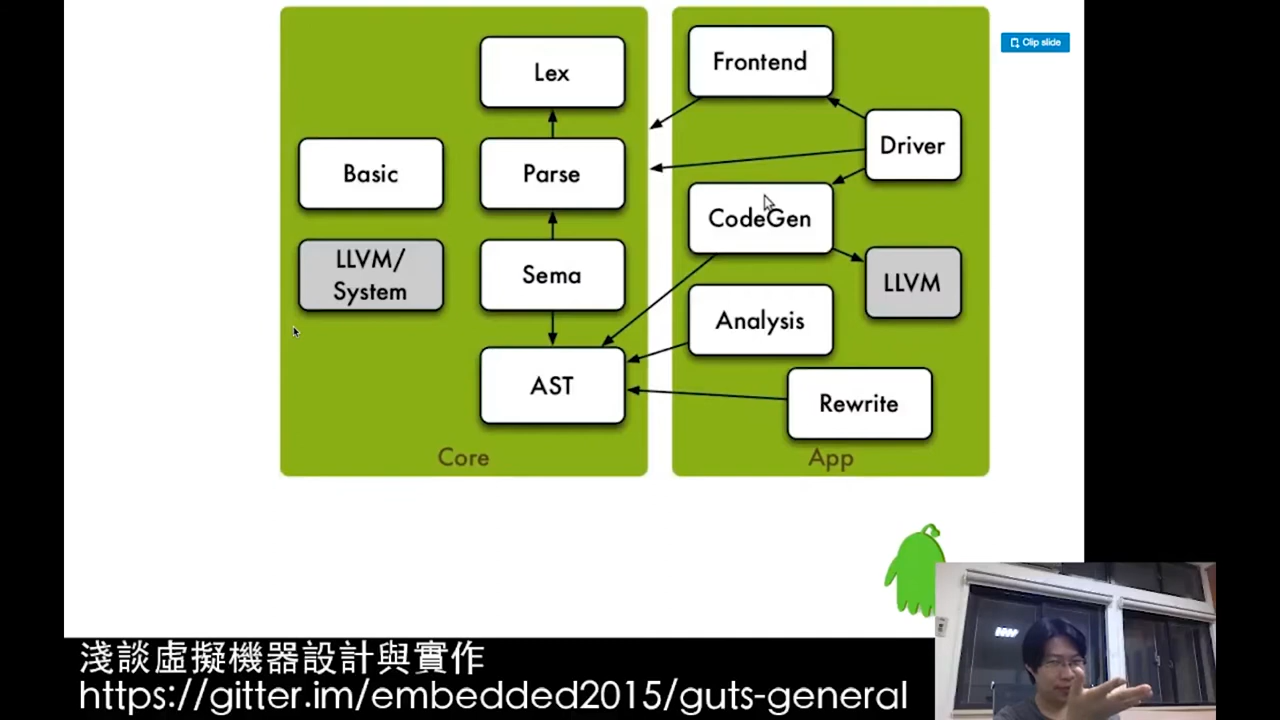 Clip slide
Lex
Frontend
Basic
Parse
Driver
CodeGen
LLVM/
System
Sema
LLVM
Analysis
AST
Rewrite
Core
App
淺談虛擬機器設計與實作
https://gitter.im/embedded2015/guts-general